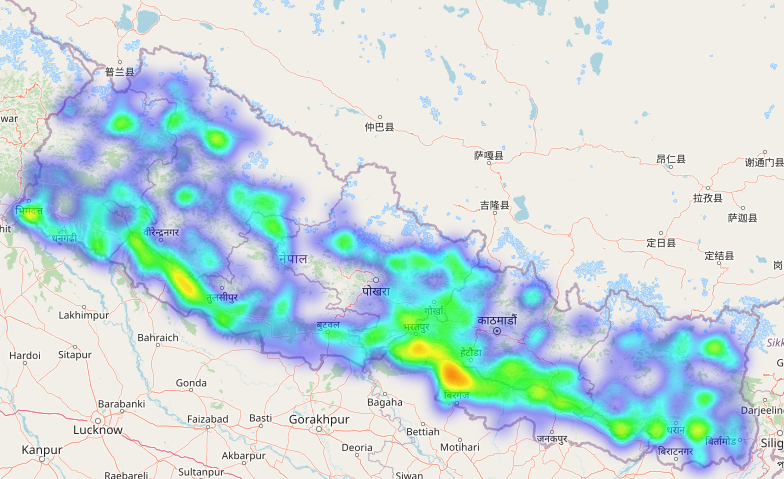 普兰县
war
仲巴县
萨嘎县
昂仁县
谢通门县
拉孜县
吉隆县
萨迦县
भिमदत्त
hit
धनगढी
वीरेन्द्रनगर
定日县
定结县
岗
नेपाल
पोखरा
तुलसीपुर
गोर्खा
काठमाडौं
Lakhimpur
बुटवल
भरतपुर
Bahraich
हेटौंडा
Sikk
Hardoi
Sitapur
G
Gonda
बिरगंज
Bagaha
Darjeeling
Barabanki
Faizabad
Basti
Gorakhpur
Lucknow
Bettiah
धरान
Kanpur
Akbarpur
Deoria
Motihari
जनकपुर
बिर्तामोड
Silig
बिराटनगर
Raebareli
Sultanpur
Siwan